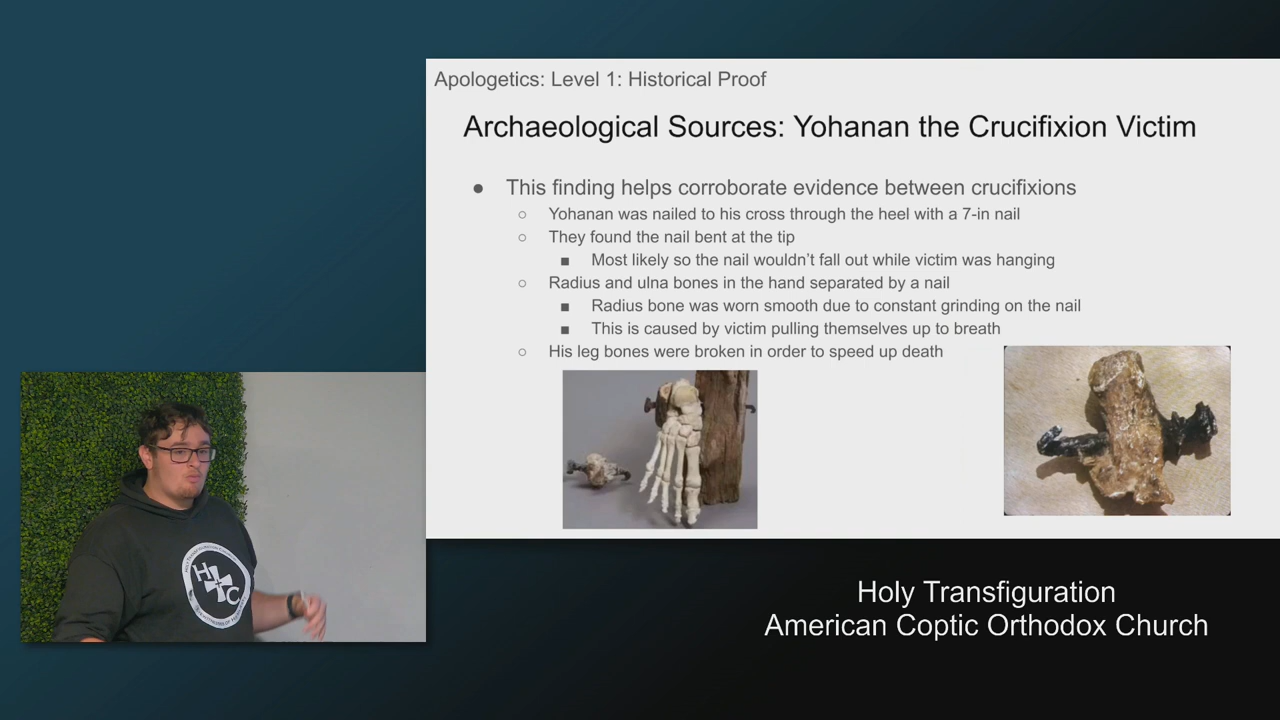 Apologetics: Level 1: Historical Proof
Archaeological Sources: Yohanan the Crucifixion Victim
● This finding helps corroborate evidence between crucifixions
○ Yohanan was nailed to his cross through the heel with a 7-in nail
○ They found the nail bent at the tip
■ Most likely so the nail wouldn’t fall out while victim was hanging
○ Radius and ulna bones in the hand separated by a nail
■ Radius bone was worn smooth due to constant grinding on the nail
■ This is caused by victim pulling themselves up to breath
○ His leg bones were broken in order to speed up death
H C
Holy Transfiguration
American Coptic Orthodox Church